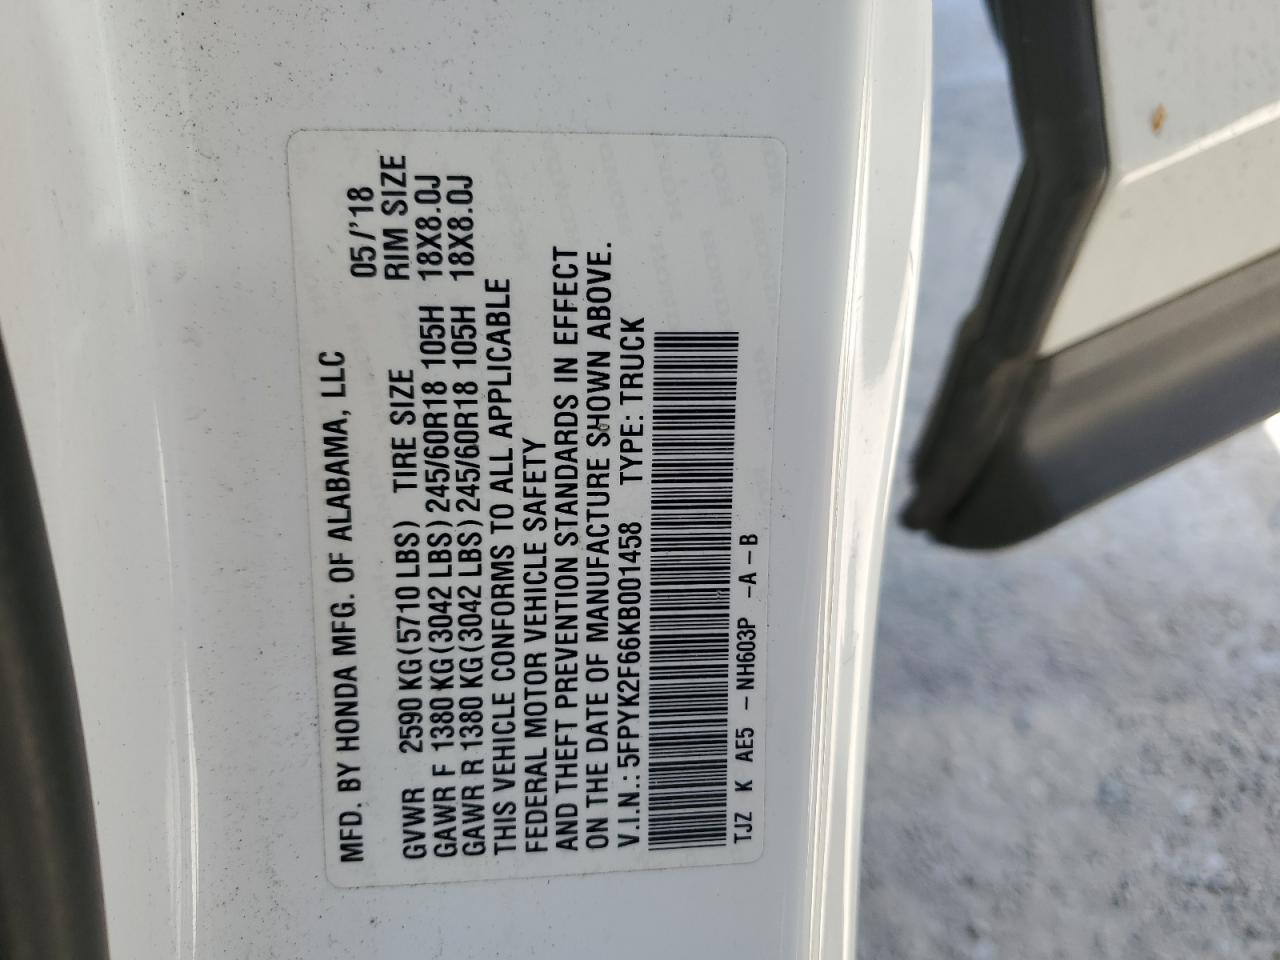 MFD. BY HONDA MFG. OF ALABAMA, LLC 05/'18
GVWR 2590 KG(5710 LBS) TIRE SIZE RIM SIZE
GAWR F 1380 KG(3042 LBS) 245/60R18 105H 18X8.0J
GAWR R 1380 KG(3042 LBS) 245/60R18 105H 18X8.0J
THIS VEHICLE CONFORMS TO ALL APPLICABLE
FEDERAL MOTOR VEHICLE SAFETY
AND THEFT PREVENTION STANDARDS IN EFFECT
ON THE DATE OF MANUFACTURE SHOWN ABOVE.
V.I.N.: 5FPYK2F66KB001458 TYPE: TRUCK
TJZ K AE5 - NH603P -A-B